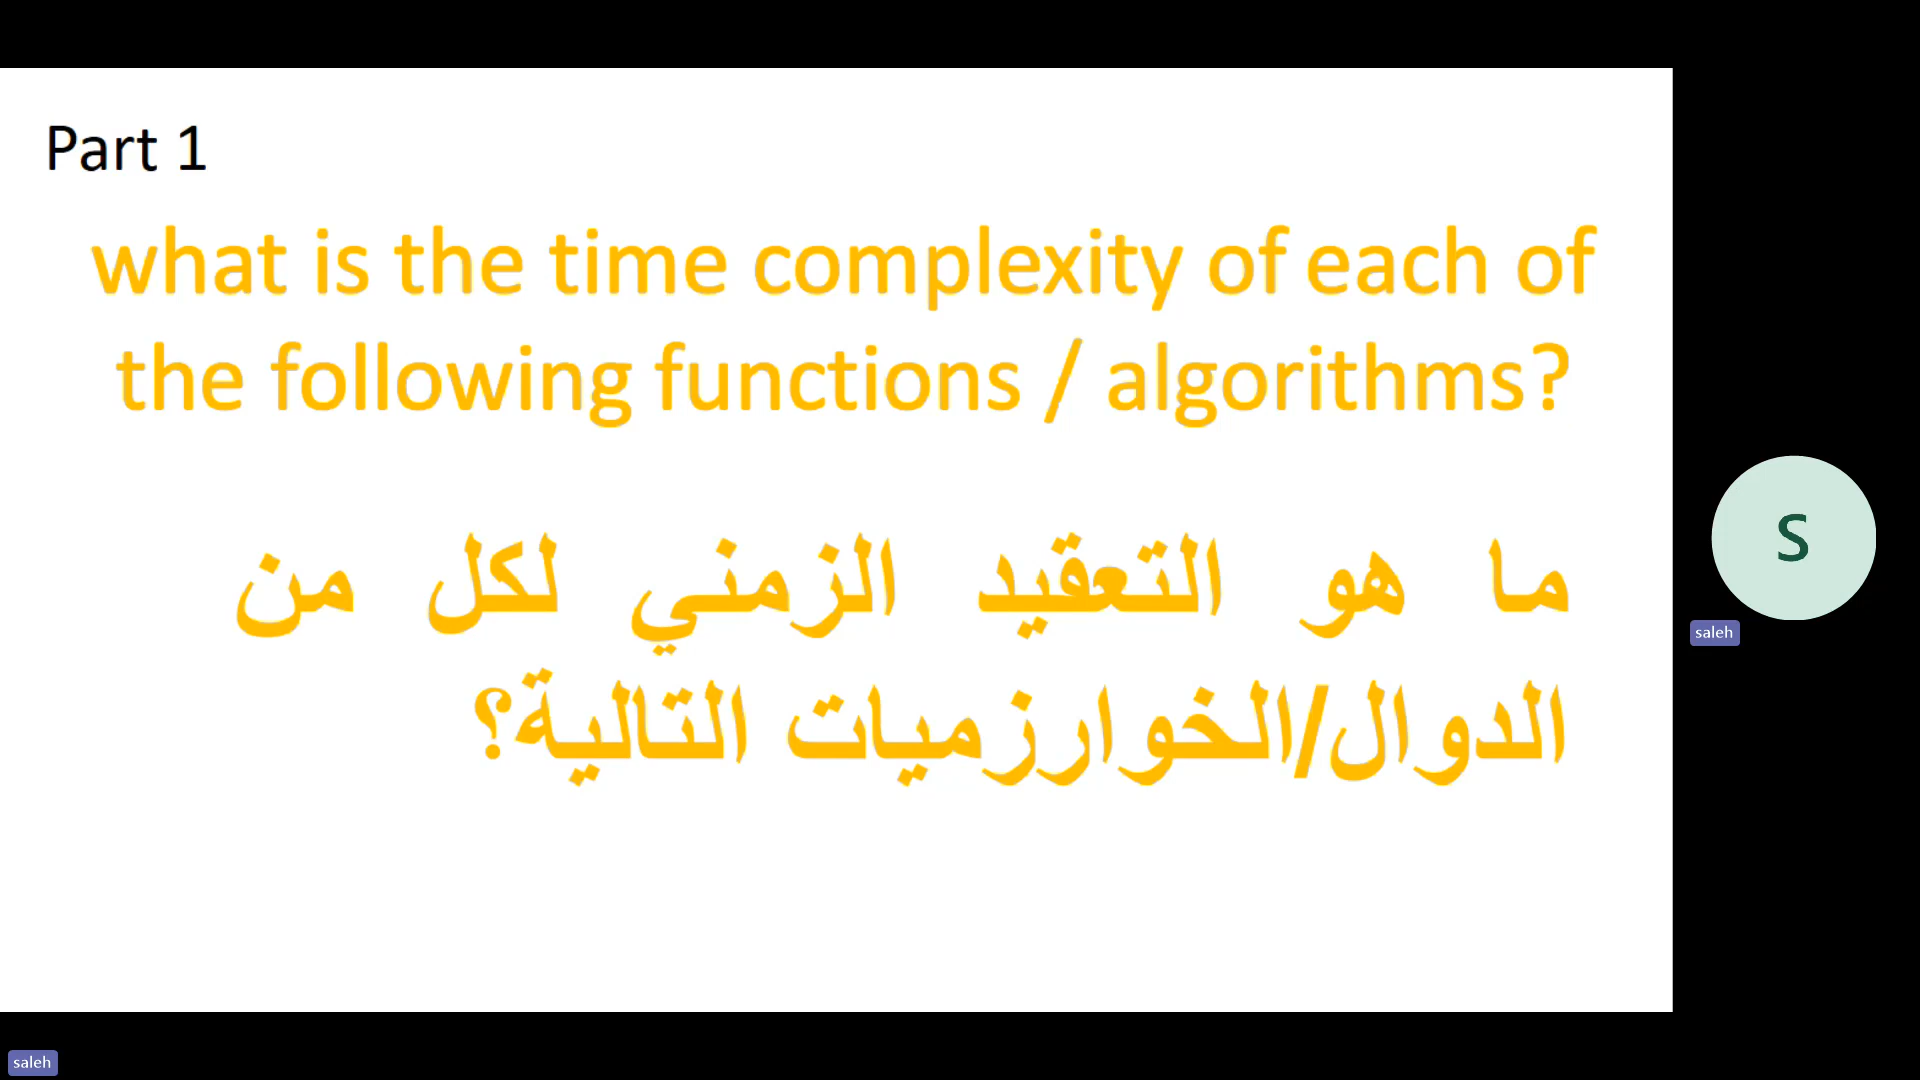 Part 1
what is the time complexity of each of
the following functions / algorithms?
ما هو التعقيد الزمني لكل من
الدوال/الخوارزميات التالية؟
S
saleh
saleh